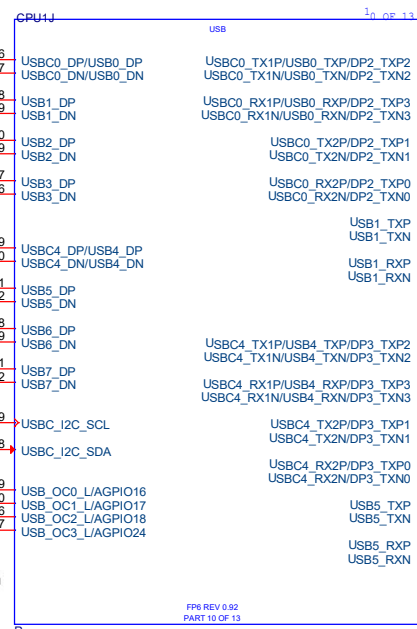 CPU1J
10 OF 13
USB
USBC0_DP/USB0_DP
USBC0_DN/USB0_DN
USB1_DP
USB1_DN
USB2_DP
USB2_DN
USB3_DP
USB3_DN
USBC4_DP/USB4_DP
USBC4_DN/USB4_DN
USB5_DP
USB5_DN
USB6_DP
USB6_DN
USB7_DP
USB7_DN
USBC_I2C_SCL
USBC_I2C_SDA
USB_OC0_L/AGPIO16
USB_OC1_L/AGPIO17
USB_OC2_L/AGPIO18
USB_OC3_L/AGPIO24
USBC0_TX1P/USB0_TXP/DP2_TXP2
USBC0_TX1N/USB0_TXN/DP2_TXN2
USBC0_RX1P/USB0_RXP/DP2_TXP3
USBC0_RX1N/USB0_RXN/DP2_TXN3
USBC0_TX2P/DP2_TXP1
USBC0_TX2N/DP2_TXN1
USBC0_RX2P/DP2_TXP0
USBC0_RX2N/DP2_TXN0
USB1_TXP
USB1_TXN
USB1_RXP
USB1_RXN
USBC4_TX1P/USB4_TXP/DP3_TXP2
USBC4_TX1N/USB4_TXN/DP3_TXN2
USBC4_RX1P/USB4_RXP/DP3_TXP3
USBC4_RX1N/USB4_RXN/DP3_TXN3
USBC4_TX2P/DP3_TXP1
USBC4_TX2N/DP3_TXN1
USBC4_RX2P/DP3_TXP0
USBC4_RX2N/DP3_TXN0
USB5_TXP
USB5_TXN
USB5_RXP
USB5_RXN
FP6 REV 0.92
PART 10 OF 13